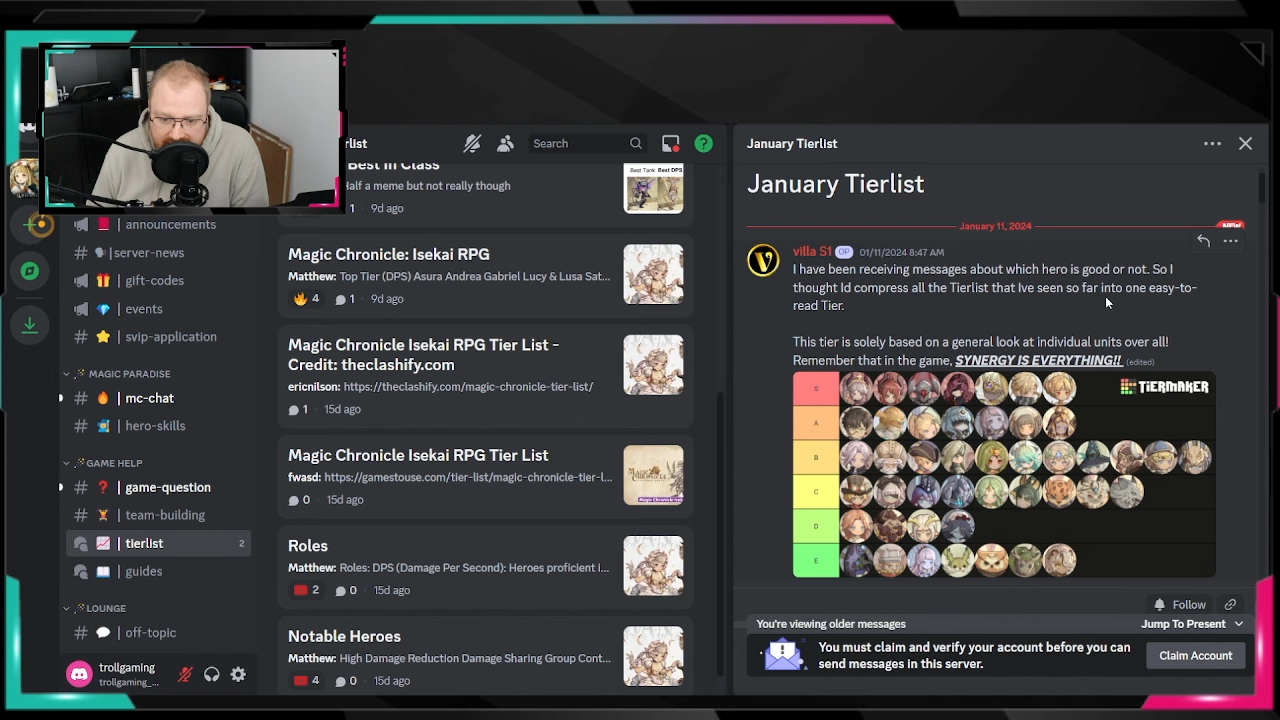 rlist
Search
Best in Class
Half a meme but not really though
1 · 9d ago
Best Tank Best DPS
Magic Chronicle: Isekai RPG
Matthew: Top Tier (DPS) Asura Andrea Gabriel Lucy & Lusa Sat...
4 1 · 9d ago
Magic Chronicle Isekai RPG Tier List -
Credit: theclashify.com
ericnilson: https://theclashify.com/magic-chronicle-tier-list/
1 · 15d ago
Magic Chronicle Isekai RPG Tier List
fwasd: https://gamestouse.com/tier-list/magic-chronicle-tier-l...
0 · 15d ago
Roles
Matthew: Roles: DPS (Damage Per Second): Heroes proficient i...
2 0 · 15d ago
Notable Heroes
Matthew: High Damage Reduction Damage Sharing Group Cont...
4 0 · 15d ago
| announcements
| server-news
| gift-codes
| events
| svip-application
MAGIC PARADISE
| mc-chat
| hero-skills
GAME HELP
| game-question
| team-building
| tierlist 2
| guides
LOUNGE
| off-topic
trollgaming
trollgaming_...
January Tierlist
January Tierlist
January 11, 2024
NEW
villa S1 OP 01/11/2024 8:47 AM
I have been receiving messages about which hero is good or not. So I
thought Id compress all the Tierlist that Ive seen so far into one easy-to-
read Tier.
This tier is solely based on a general look at individual units over all!
Remember that in the game, SYNERGY IS EVERYTHING!! (edited)
S
TIERMAKER
A
B
C
D
E
Follow
You're viewing older messages
Jump To Present
You must claim and verify your account before you can
send messages in this server.
Claim Account